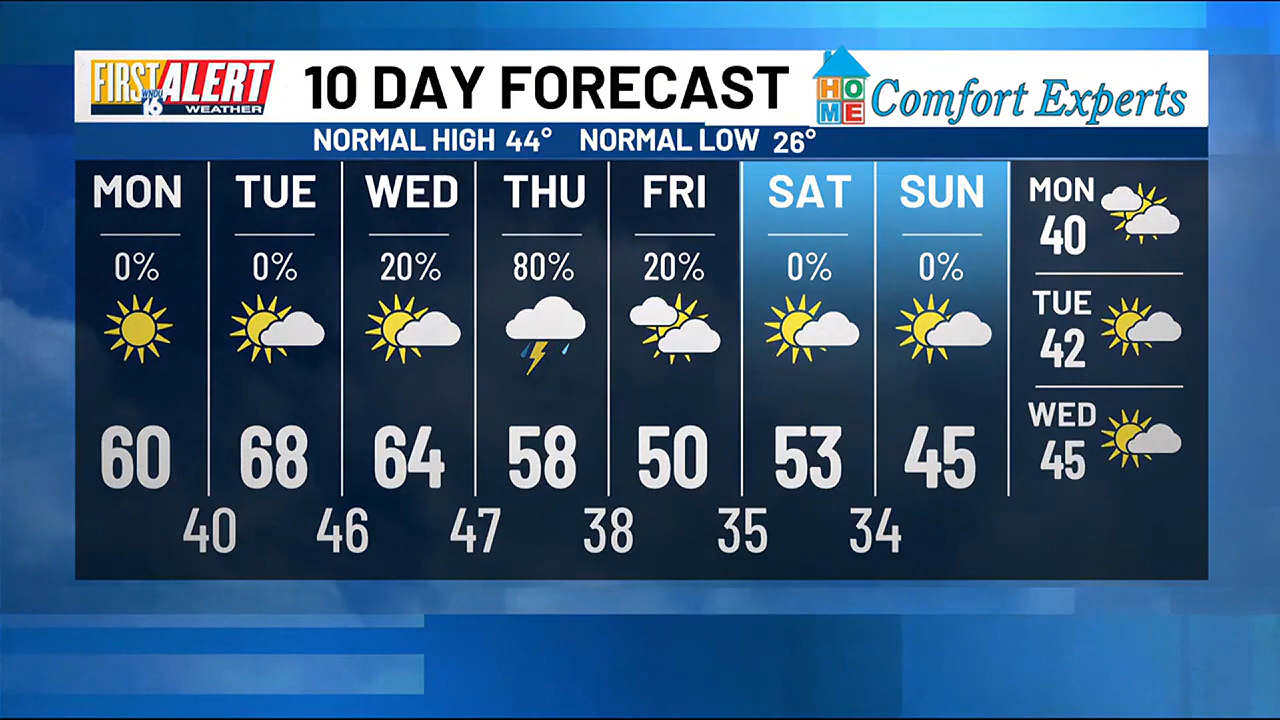 FIRST ALERT
WNDU
16
WEATHER
10 DAY FORECAST
HOME
Comfort Experts
NORMAL HIGH 44° NORMAL LOW 26°
MON TUE WED THU FRI SAT SUN
0% 0% 20% 80% 20% 0% 0%
60 68 64 58 50 53 45
40 46 47 38 35 34
MON
40
TUE
42
WED
45